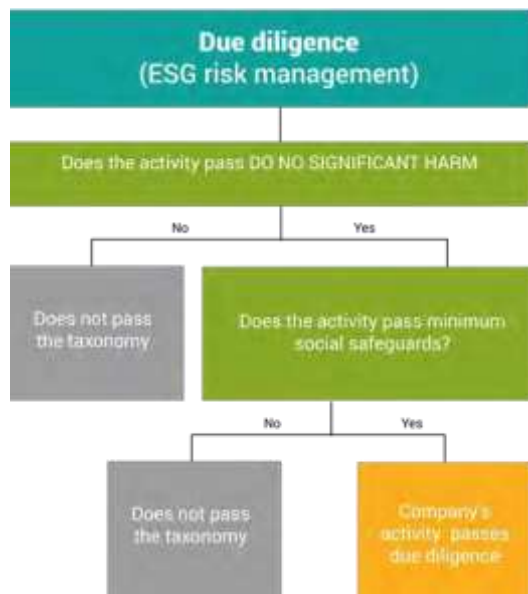 Due diligence
(ESG risk management)
Does the activity pass DO NO SIGNIFICANT HARM
No
Yes
Does not pass
the taxonomy
Does the activity pass minimum
social safeguards?
No
Yes
Does not pass
the taxonomy
Company's
activity passes
due diligence